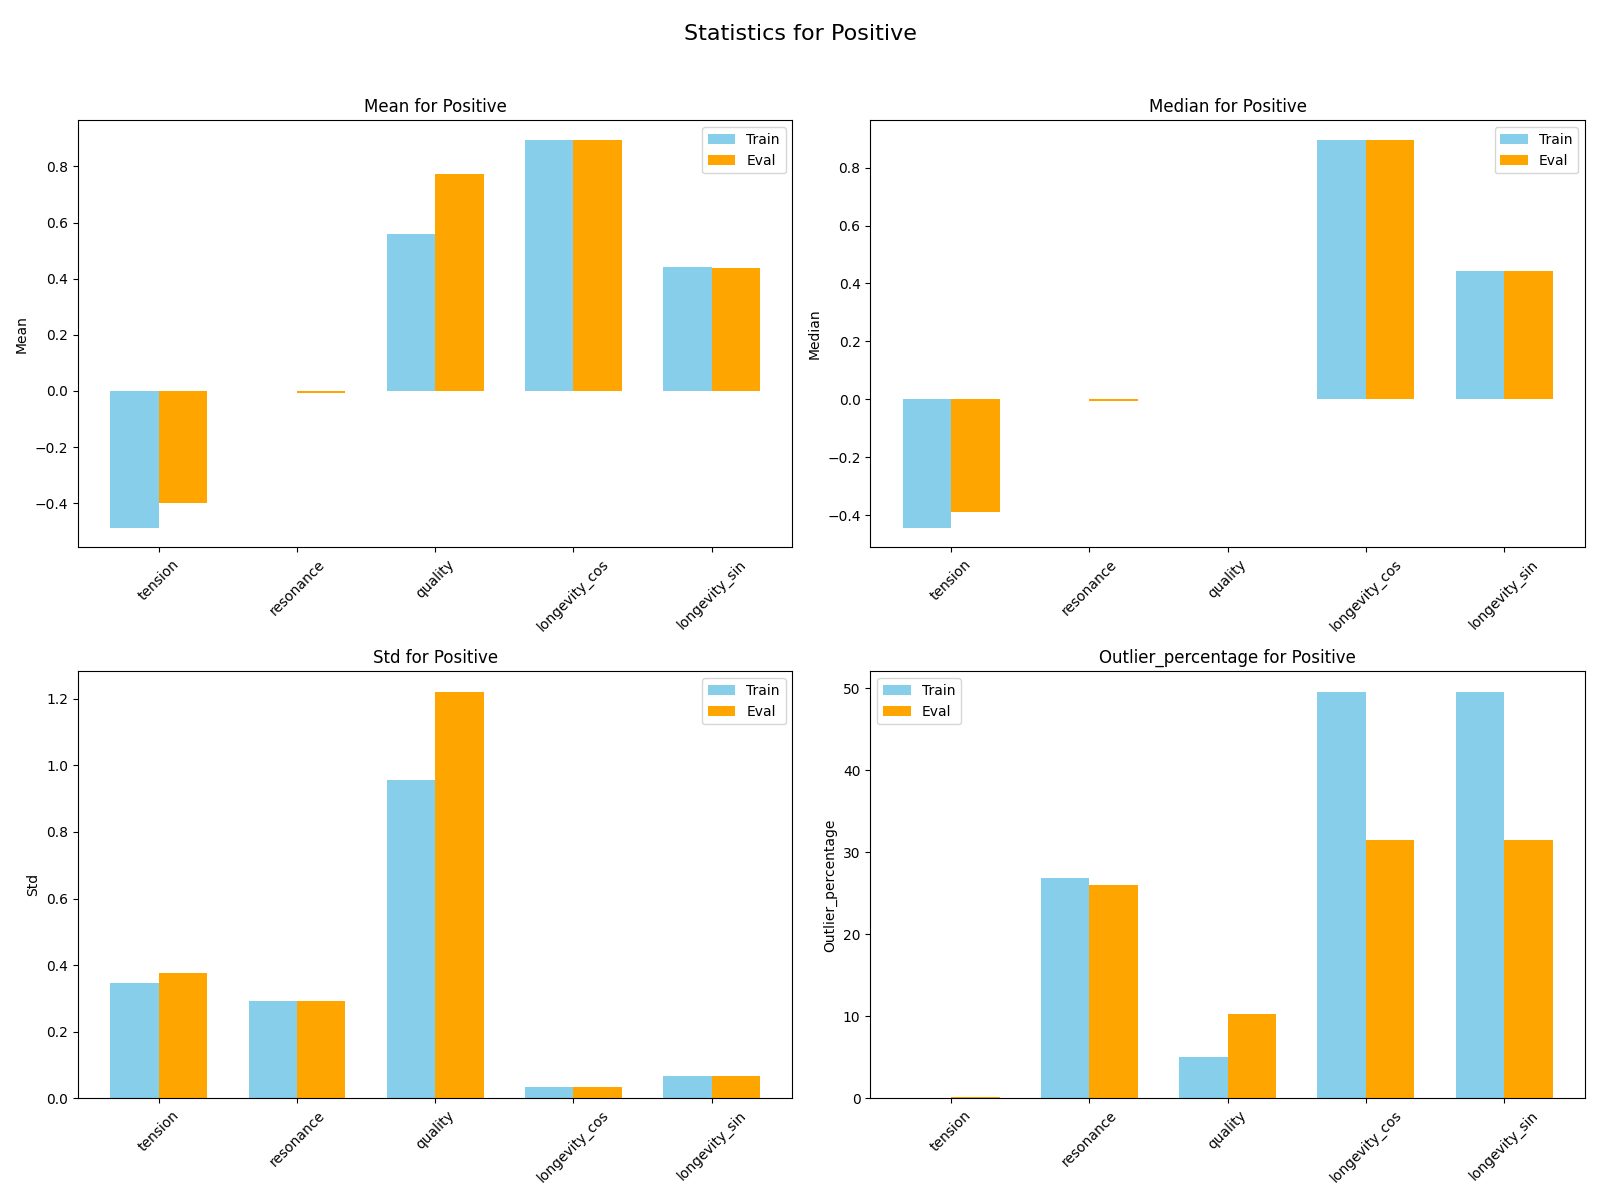 Statistics for Positive
Mean for Positive
Mean
0.8
0.6
0.4
0.2
0.0
−0.2
−0.4
Train
Eval
tension
resonance
quality
longevity_cos
longevity_sin
Median for Positive
Median
0.8
0.6
0.4
0.2
0.0
−0.2
−0.4
Train
Eval
tension
resonance
quality
longevity_cos
longevity_sin
Std for Positive
Std
1.2
1.0
0.8
0.6
0.4
0.2
0.0
Train
Eval
tension
resonance
quality
longevity_cos
longevity_sin
Outlier_percentage for Positive
Outlier_percentage
50
40
30
20
10
0
Train
Eval
tension
resonance
quality
longevity_cos
longevity_sin